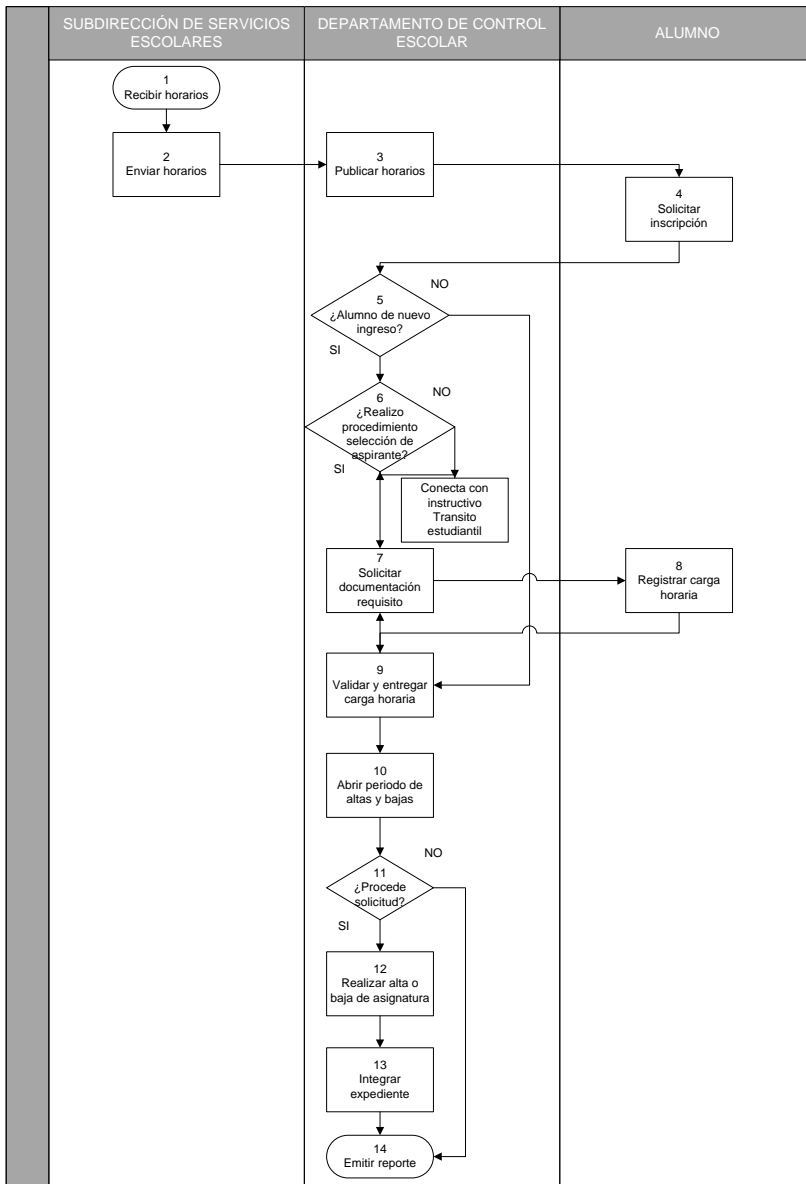 SUBDIRECCIÓN DE SERVICIOS
ESCOLARES
DEPARTAMENTO DE CONTROL
ESCOLAR
ALUMNO
1
Recibir horarios
2
Enviar horarios
3
Publicar horarios
4
Solicitar
inscripción
NO
5
¿Alumno de nuevo
ingreso?
SI
NO
6
¿Realizo
procedimiento
selección de
aspirante?
SI
Conecta con
instructivo
Transito
estudiantil
7
Solicitar
documentación
requisito
8
Registrar carga
horaria
9
Validar y entregar
carga horaria
10
Abrir periodo de
altas y bajas
NO
11
¿Procede
solicitud?
SI
12
Realizar alta o
baja de asignatura
13
Integrar
expediente
14
Emitir reporte